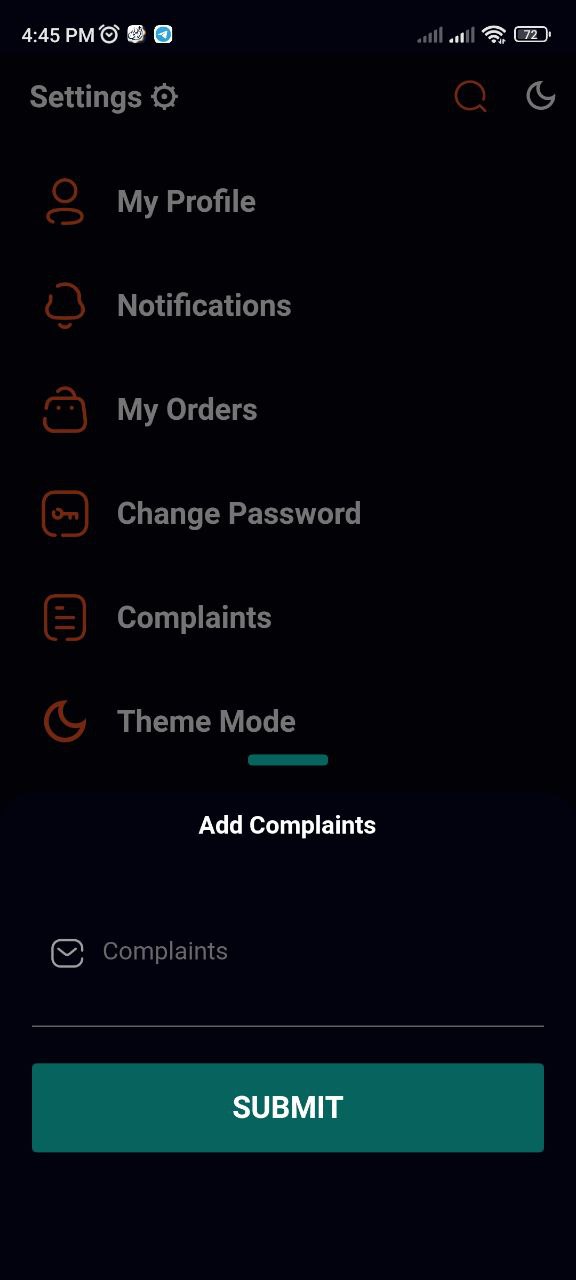 4:45 PM
72
Settings
My Profile
Notifications
My Orders
Change Password
Complaints
Theme Mode
Add Complaints
Complaints
SUBMIT